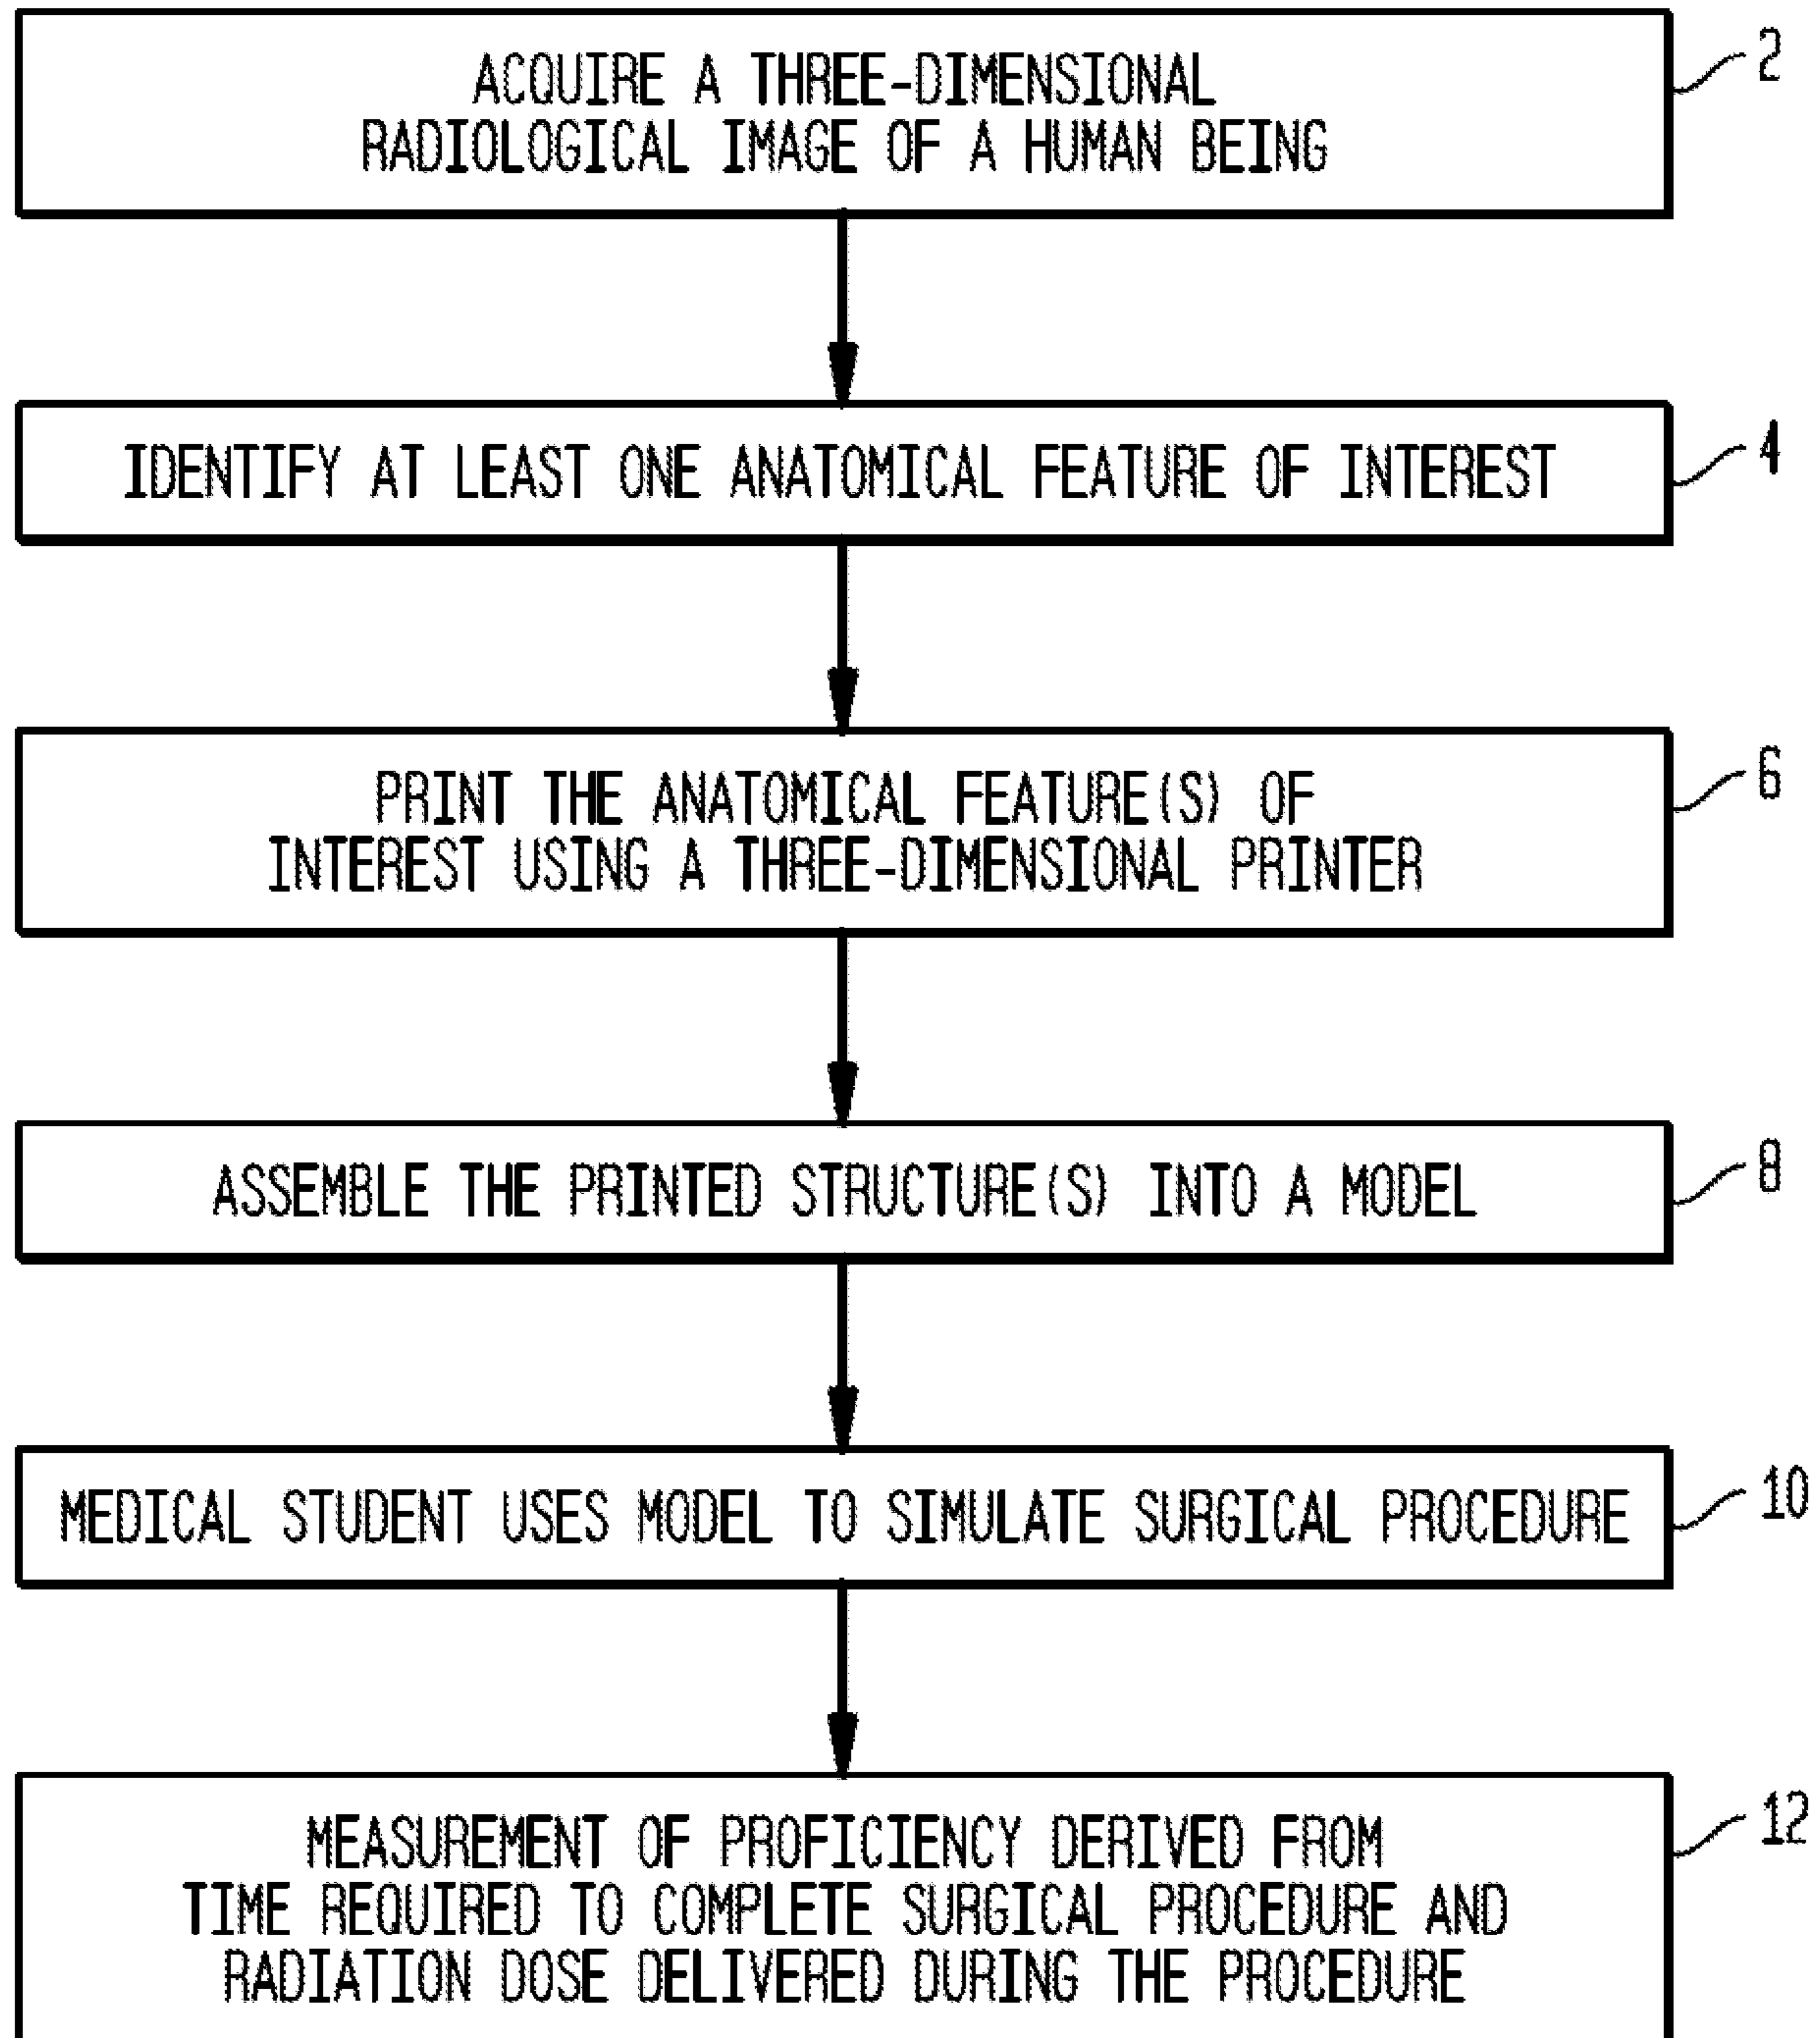 ACQUIRE A THREE-DIMENSIONAL
RADIOLOGICAL IMAGE OF A HUMAN BEING
2
IDENTIFY AT LEAST ONE ANATOMICAL FEATURE OF INTEREST
4
PRINT THE ANATOMICAL FEATURE(S) OF
INTEREST USING A THREE-DIMENSIONAL PRINTER
6
ASSEMBLE THE PRINTED STRUCTURE(S) INTO A MODEL
8
MEDICAL STUDENT USES MODEL TO SIMULATE SURGICAL PROCEDURE
10
MEASUREMENT OF PROFICIENCY DERIVED FROM
TIME REQUIRED TO COMPLETE SURGICAL PROCEDURE AND
RADIATION DOSE DELIVERED DURING THE PROCEDURE
12